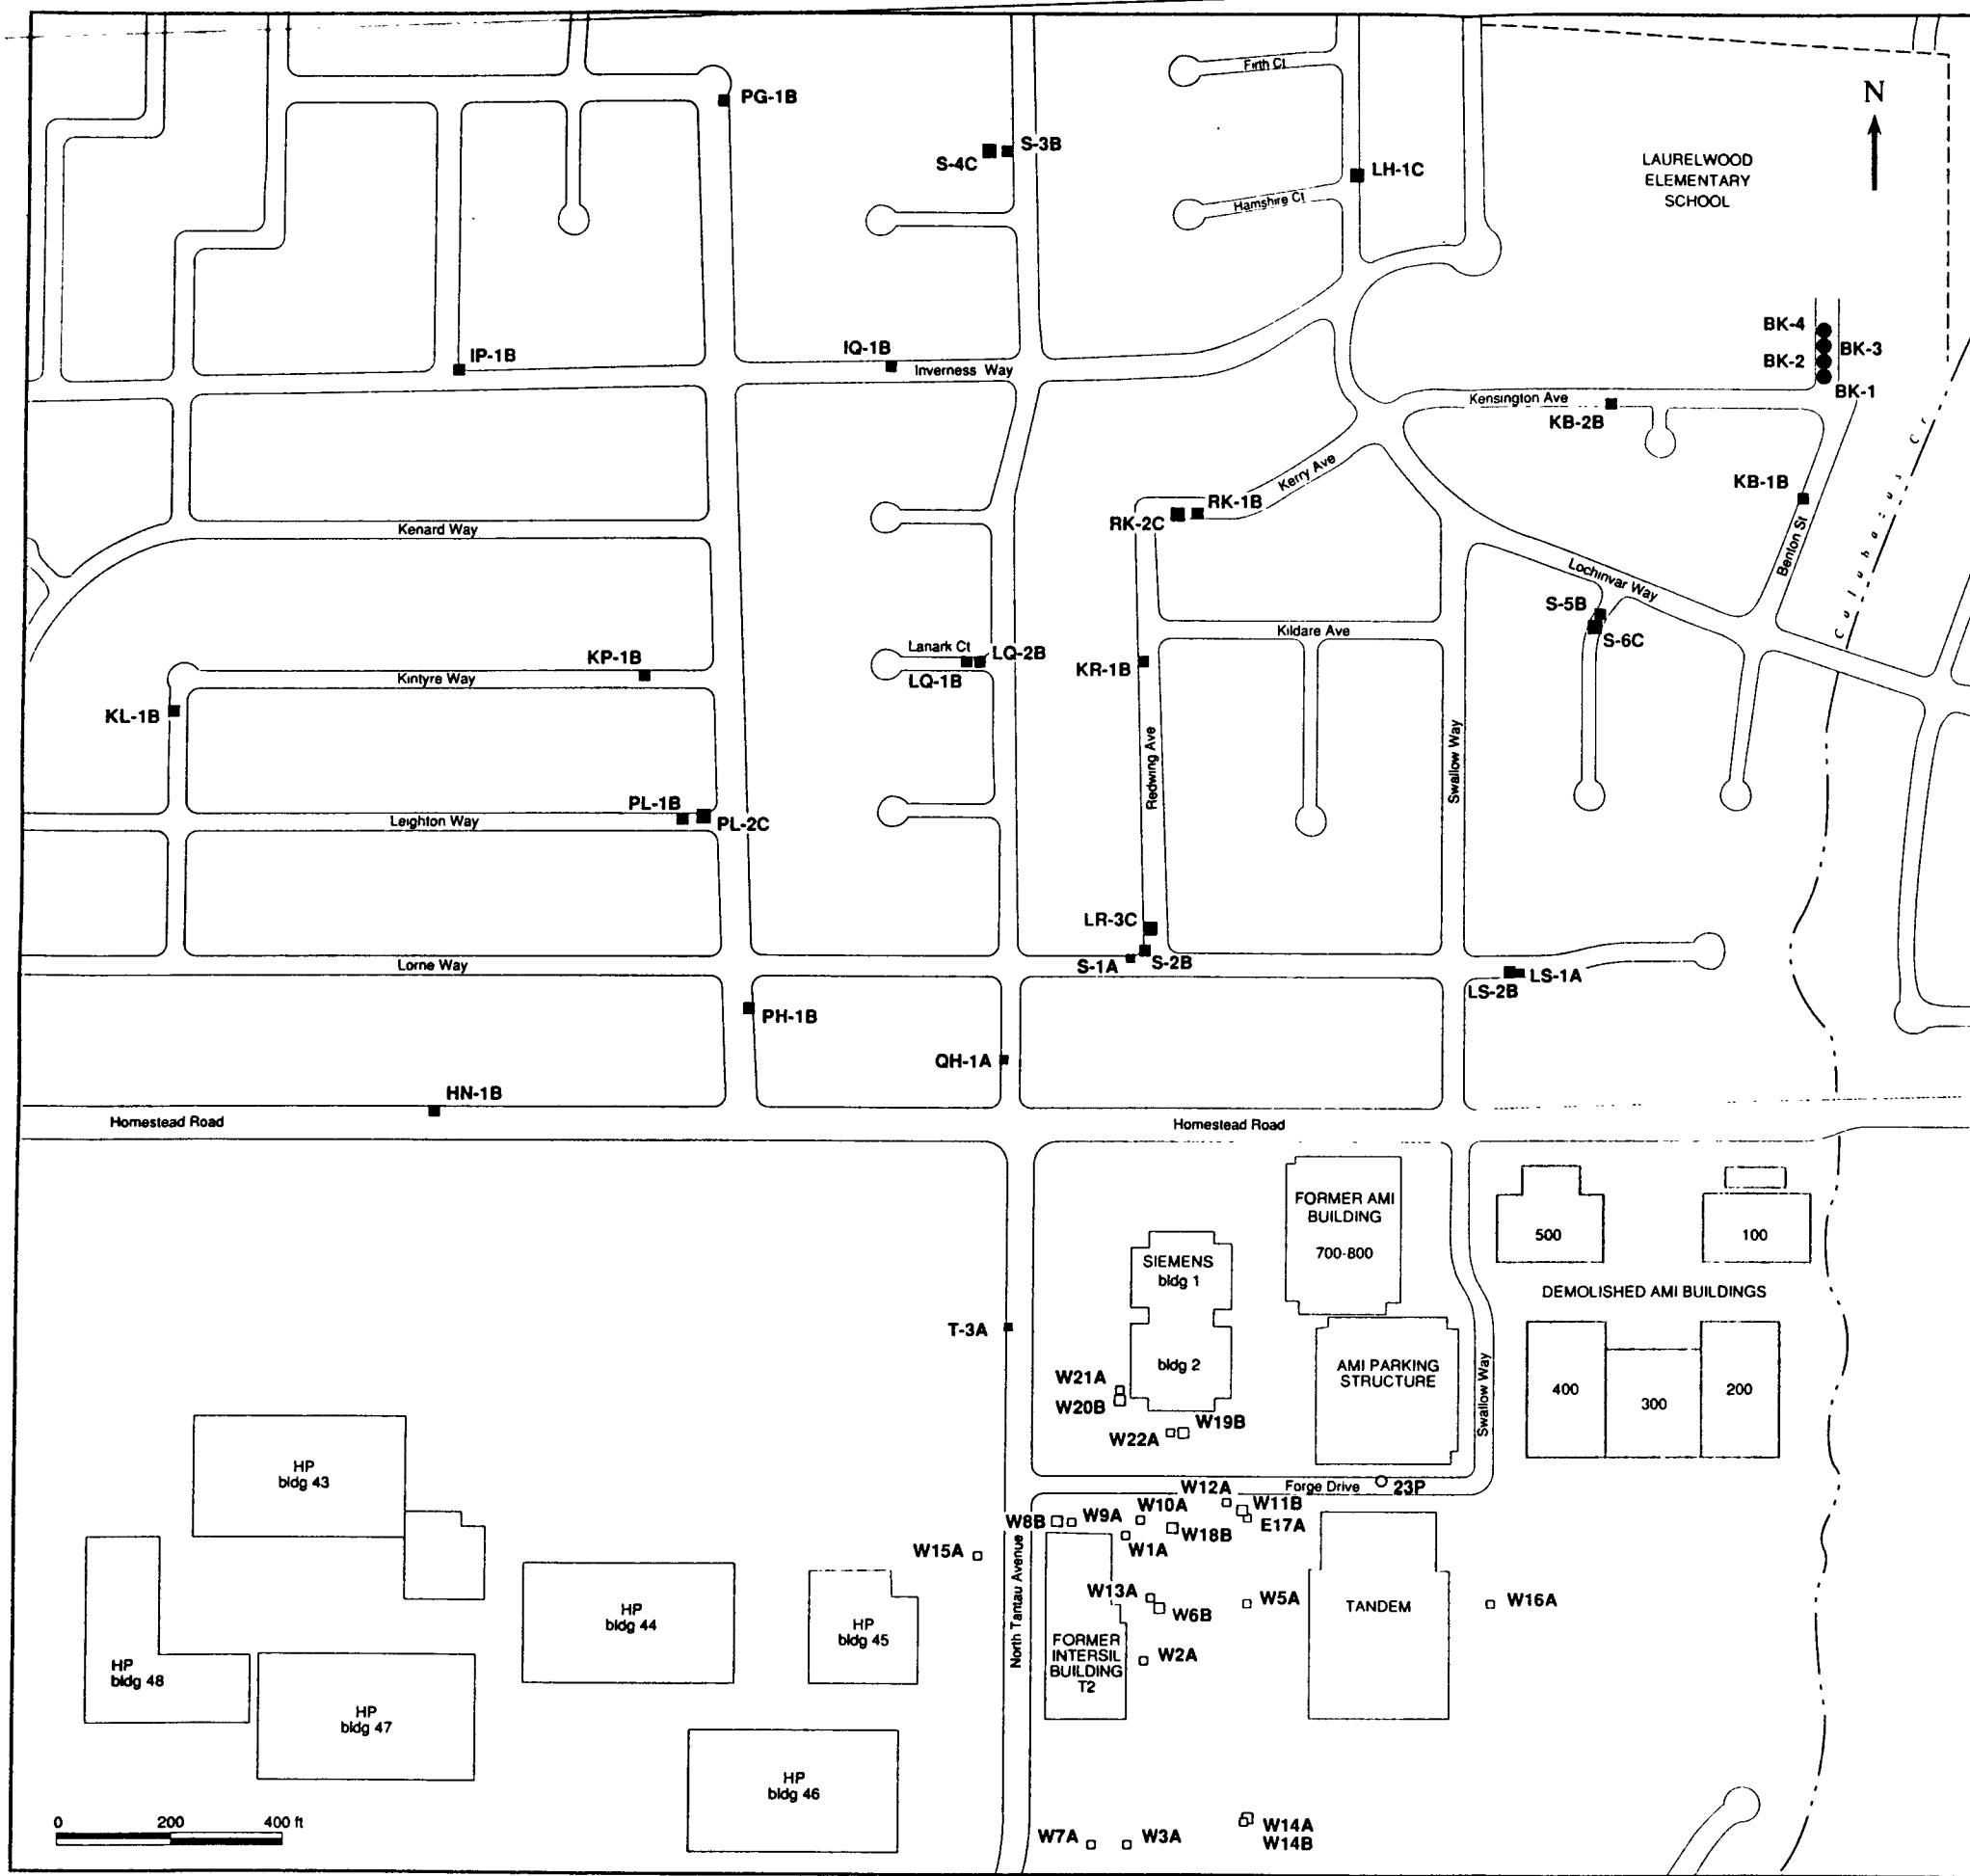 Firth Ct
N
PG-1B
S-3B
S-4C
LH-1C
LAURELWOOD
ELEMENTARY
SCHOOL
Hamshire Ct
BK-4
BK-3
BK-2
BK-1
IP-1B
IQ-1B
Inverness Way
Kensington Ave
KB-2B
Calabazas Cr
Kerry Ave
KB-1B
RK-1B
RK-2C
Kenard Way
Benton St
Lochinvar Way
S-5B
S-6C
Kildare Ave
Lanark Ct
LQ-2B
LQ-1B
KP-1B
KR-1B
Kintyre Way
KL-1B
Redwing Ave
Swallow Way
PL-1B
PL-2C
Leighton Way
LR-3C
S-1A
S-2B
Lorne Way
LS-1A
LS-2B
PH-1B
QH-1A
HN-1B
Homestead Road
Homestead Road
FORMER AMI
BUILDING
700-800
500
100
SIEMENS
bldg 1
DEMOLISHED AMI BUILDINGS
T-3A
bldg 2
AMI PARKING
STRUCTURE
Swallow Way
400
300
200
W21A
W20B
W19B
W22A
HP
bldg 43
W12A
Forge Drive
23P
W10A
W11B
W8B
W9A
E17A
W18B
W1A
W15A
North Tantau Avenue
W13A
W5A
W6B
TANDEM
W16A
HP
bldg 44
HP
bldg 45
FORMER
INTERSIL
BUILDING
T2
W2A
HP
bldg 48
HP
bldg 47
HP
bldg 46
0 200 400 ft
W7A
W3A
W14A
W14B